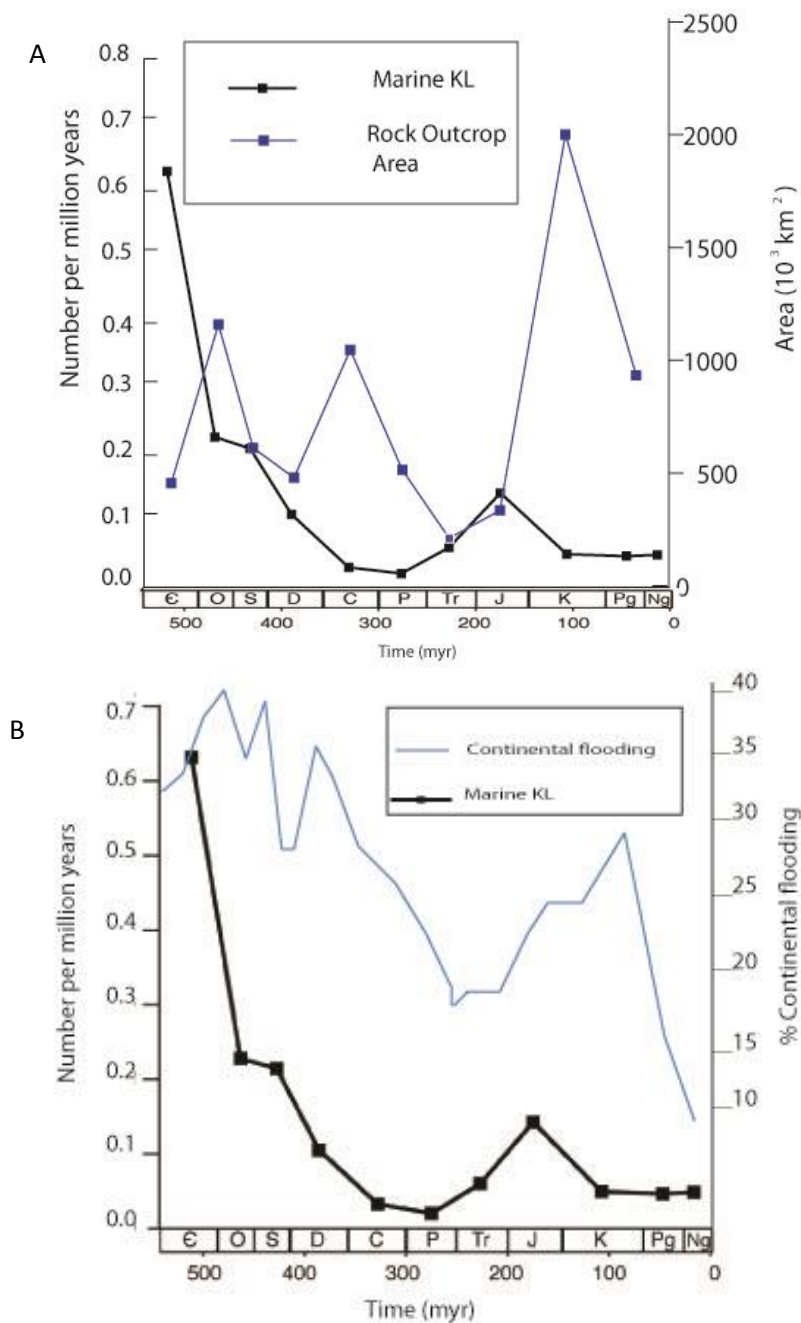 A
0.8
0.7
0.6
0.5
0.4
0.3
0.2
0.1
0.0
Number per million years
Marine KL
Rock Outcrop
Area
2500
2000
1500
1000
500
0
Area (10 ³ km ²)
Є O S D C P Tr J K Pg Ng
500 400 300 200 100 0
Time (myr)
B
0.7
0.6
0.5
0.4
0.3
0.2
0.1
0.0
Number per million years
Continental flooding
Marine KL
40
35
30
25
20
15
10
% Continental flooding
Є O S D C P Tr J K Pg Ng
500 400 300 200 100 0
Time (myr)